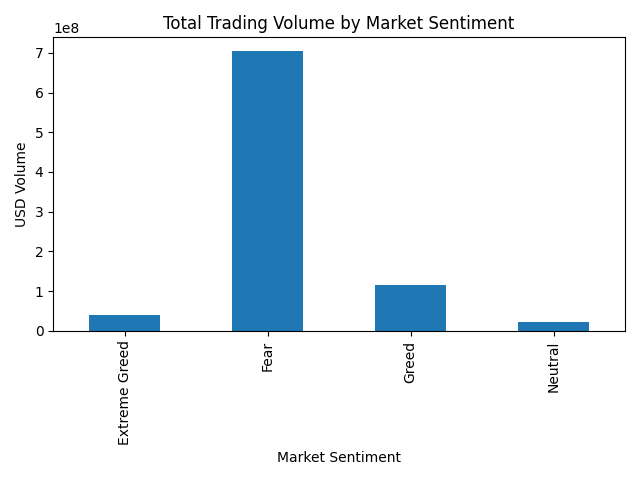 Total Trading Volume by Market Sentiment
1e8
7
6
5
4
3
2
1
0
USD Volume
Extreme Greed
Fear
Greed
Neutral
Market Sentiment